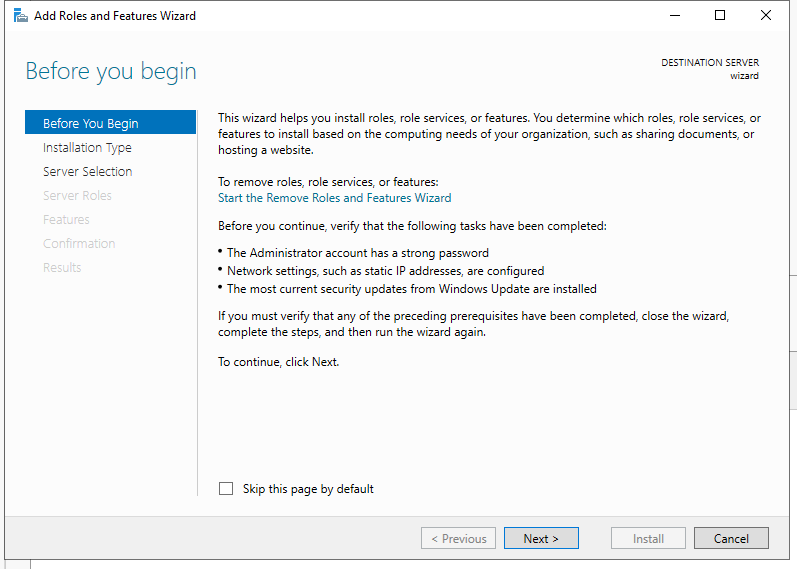 Add Roles and Features Wizard
Before you begin
DESTINATION SERVER
wizard
Before You Begin
Installation Type
Server Selection
Server Roles
Features
Confirmation
Results
This wizard helps you install roles, role services, or features. You determine which roles, role services, or
features to install based on the computing needs of your organization, such as sharing documents, or
hosting a website.
To remove roles, role services, or features:
Start the Remove Roles and Features Wizard
Before you continue, verify that the following tasks have been completed:
• The Administrator account has a strong password
• Network settings, such as static IP addresses, are configured
• The most current security updates from Windows Update are installed
If you must verify that any of the preceding prerequisites have been completed, close the wizard,
complete the steps, and then run the wizard again.
To continue, click Next.
Skip this page by default
< Previous
Next >
Install
Cancel